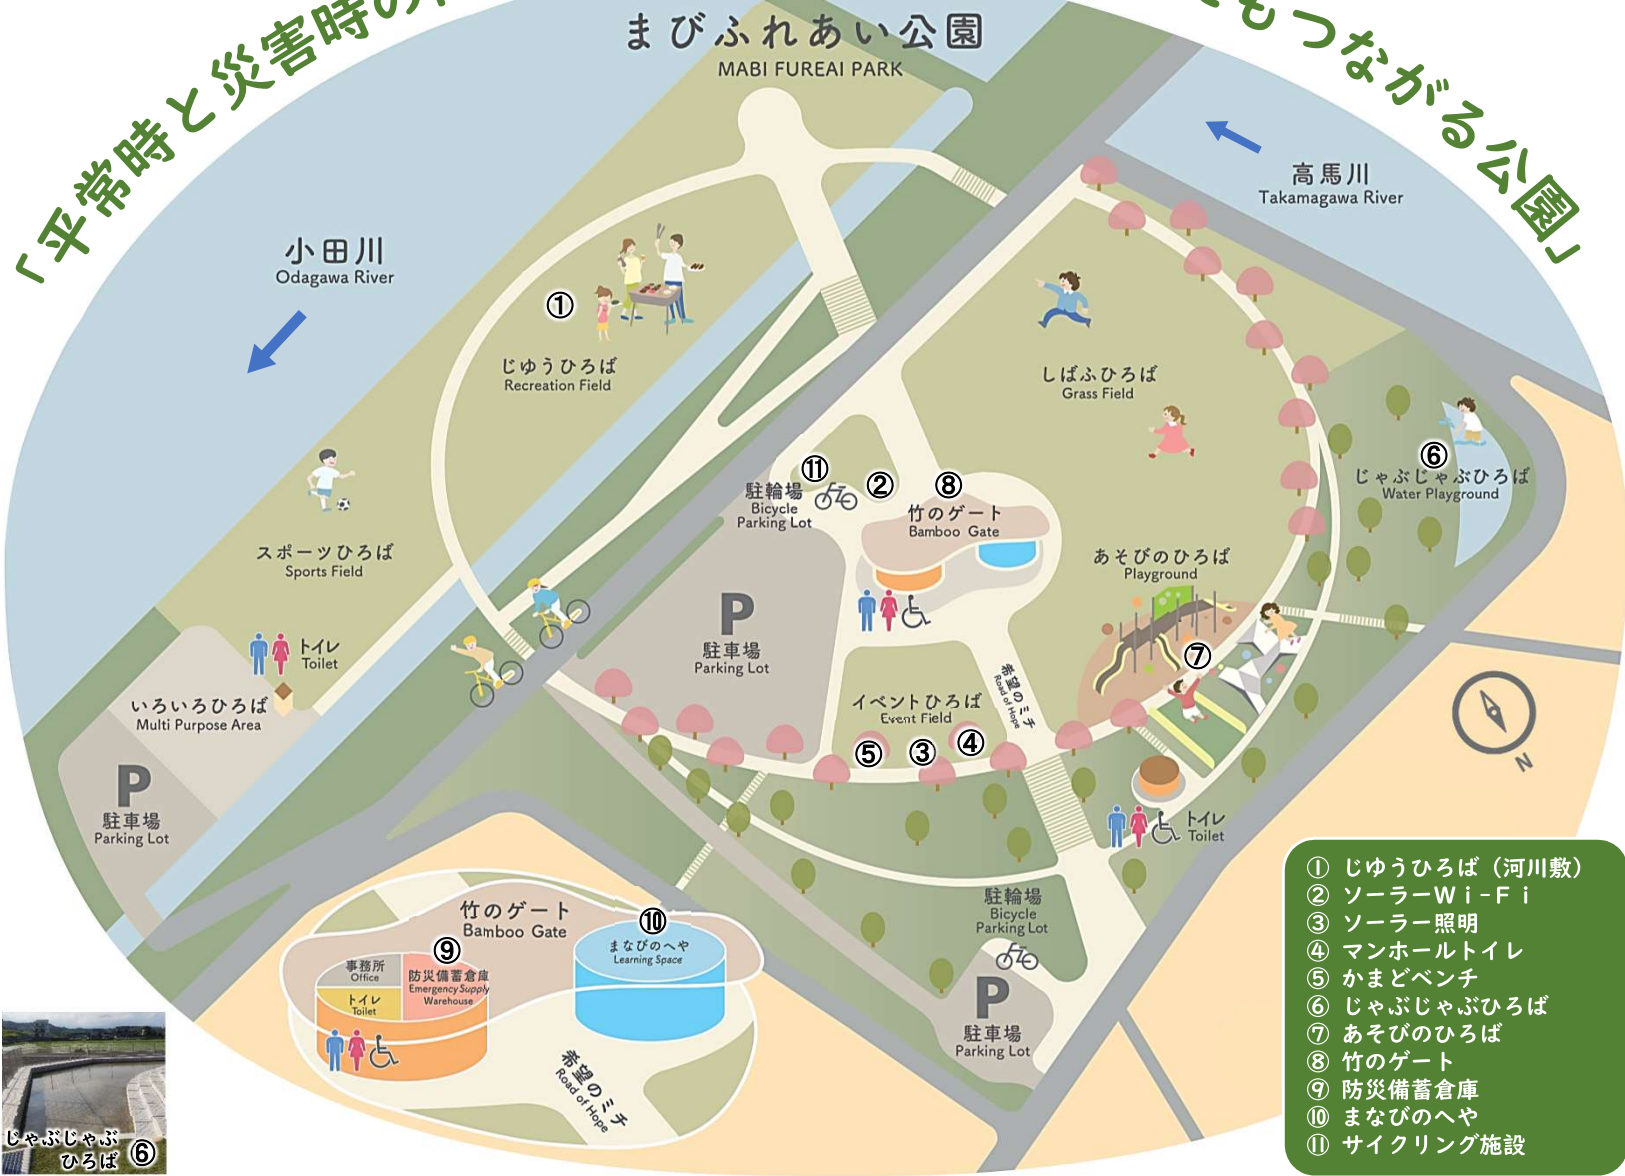 「平常時と災害時の
もつながる公園」
まびふれあい公園
MABI FUREAI PARK
高馬川
Takamagawa River
小田川
Odagawa River
①
じゆうひろば
Recreation Field
しばふひろば
Grass Field
⑥
じゃぶじゃぶひろば
Water Playground
⑪
②
⑧
駐輪場
Bicycle
Parking Lot
竹のゲート
Bamboo Gate
スポーツひろば
Sports Field
あそびのひろば
Playground
⑦
P
駐車場
Parking Lot
トイレ
Toilet
いろいろひろば
Multi Purpose Area
希望のミチ
Road of Hope
イベントひろば
Event Field
⑤
③
④
N
P
駐車場
Parking Lot
トイレ
Toilet
駐輪場
Bicycle
Parking Lot
P
駐車場
Parking Lot
竹のゲート
Bamboo Gate
⑩
まなびのへや
Learning Space
⑨
事務所
Office
防災備蓄倉庫
Emergency Supply
Warehouse
トイレ
Toilet
希望のミチ
Road of Hope
じゃぶじゃぶ
ひろば ⑥
① じゆうひろば（河川敷）
② ソーラーＷｉ-Ｆｉ
③ ソーラー照明
④ マンホールトイレ
⑤ かまどベンチ
⑥ じゃぶじゃぶひろば
⑦ あそびのひろば
⑧ 竹のゲート
⑨ 防災備蓄倉庫
⑩ まなびのへや
⑪ サイクリング施設